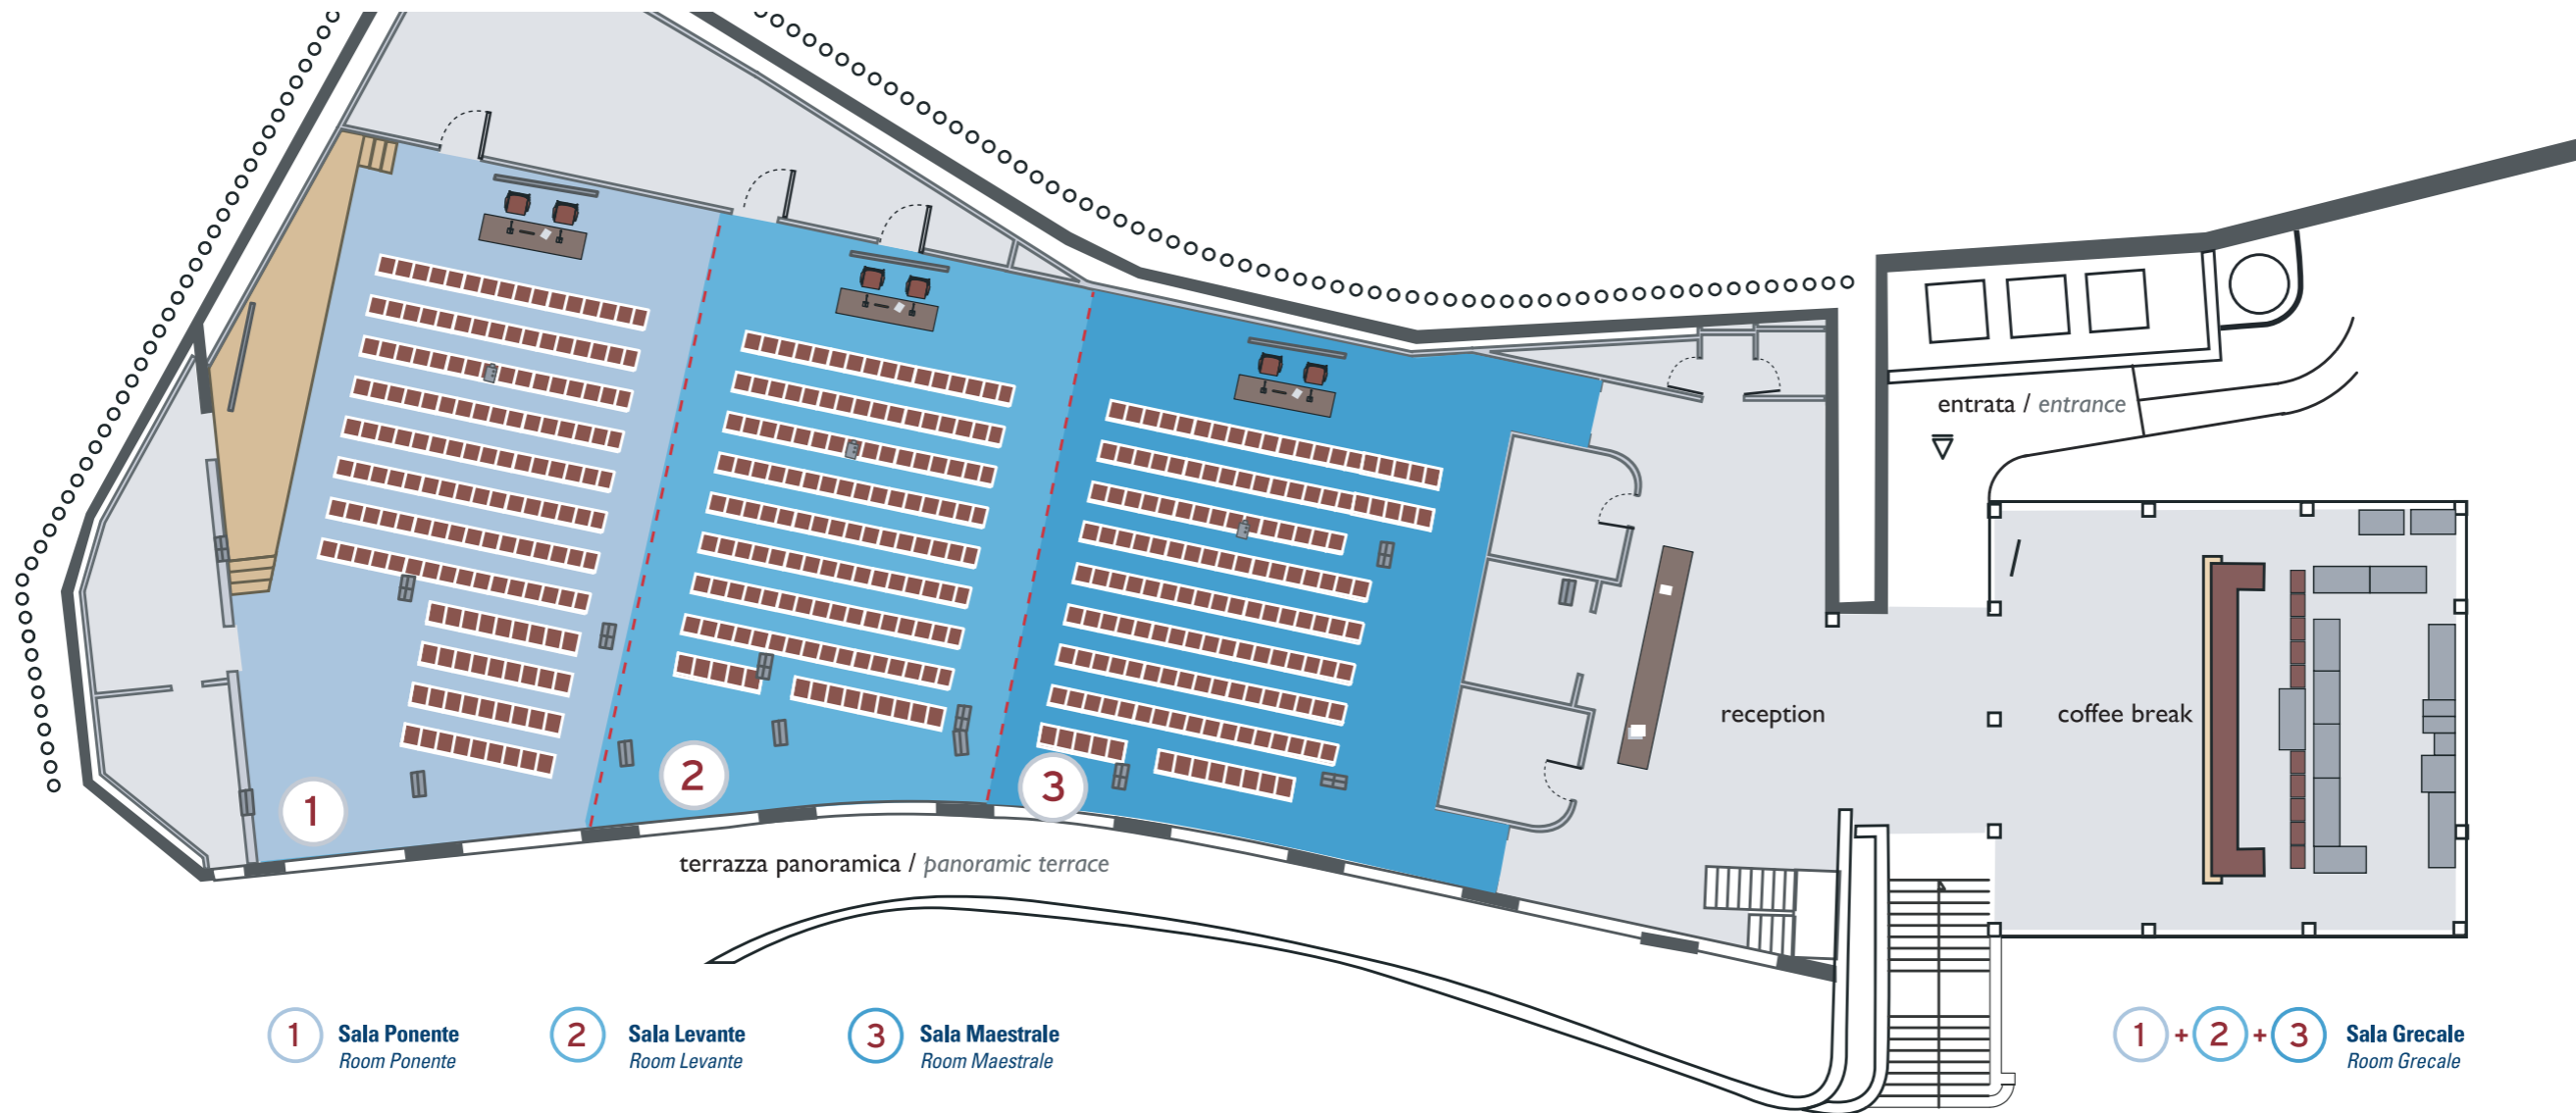 entrata / entrance
reception
coffee break
1
2
3
terrazza panoramica / panoramic terrace
1 Sala Ponente
Room Ponente
2 Sala Levante
Room Levante
3 Sala Maestrale
Room Maestrale
1 + 2 + 3 Sala Grecale
Room Grecale